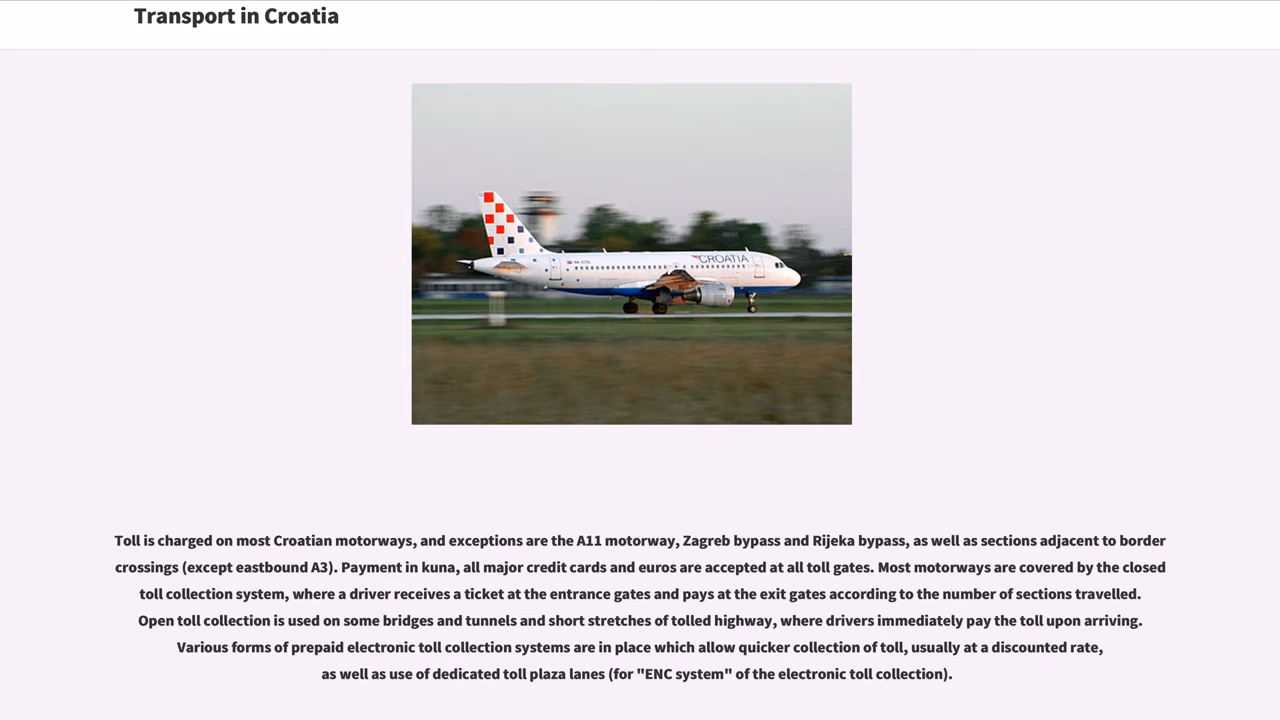 Transport in Croatia
CROATIA
Toll is charged on most Croatian motorways, and exceptions are the A11 motorway, Zagreb bypass and Rijeka bypass, as well as sections adjacent to border
crossings (except eastbound A3). Payment in kuna, all major credit cards and euros are accepted at all toll gates. Most motorways are covered by the closed
toll collection system, where a driver receives a ticket at the entrance gates and pays at the exit gates according to the number of sections travelled.
Open toll collection is used on some bridges and tunnels and short stretches of tolled highway, where drivers immediately pay the toll upon arriving.
Various forms of prepaid electronic toll collection systems are in place which allow quicker collection of toll, usually at a discounted rate,
as well as use of dedicated toll plaza lanes (for "ENC system" of the electronic toll collection).